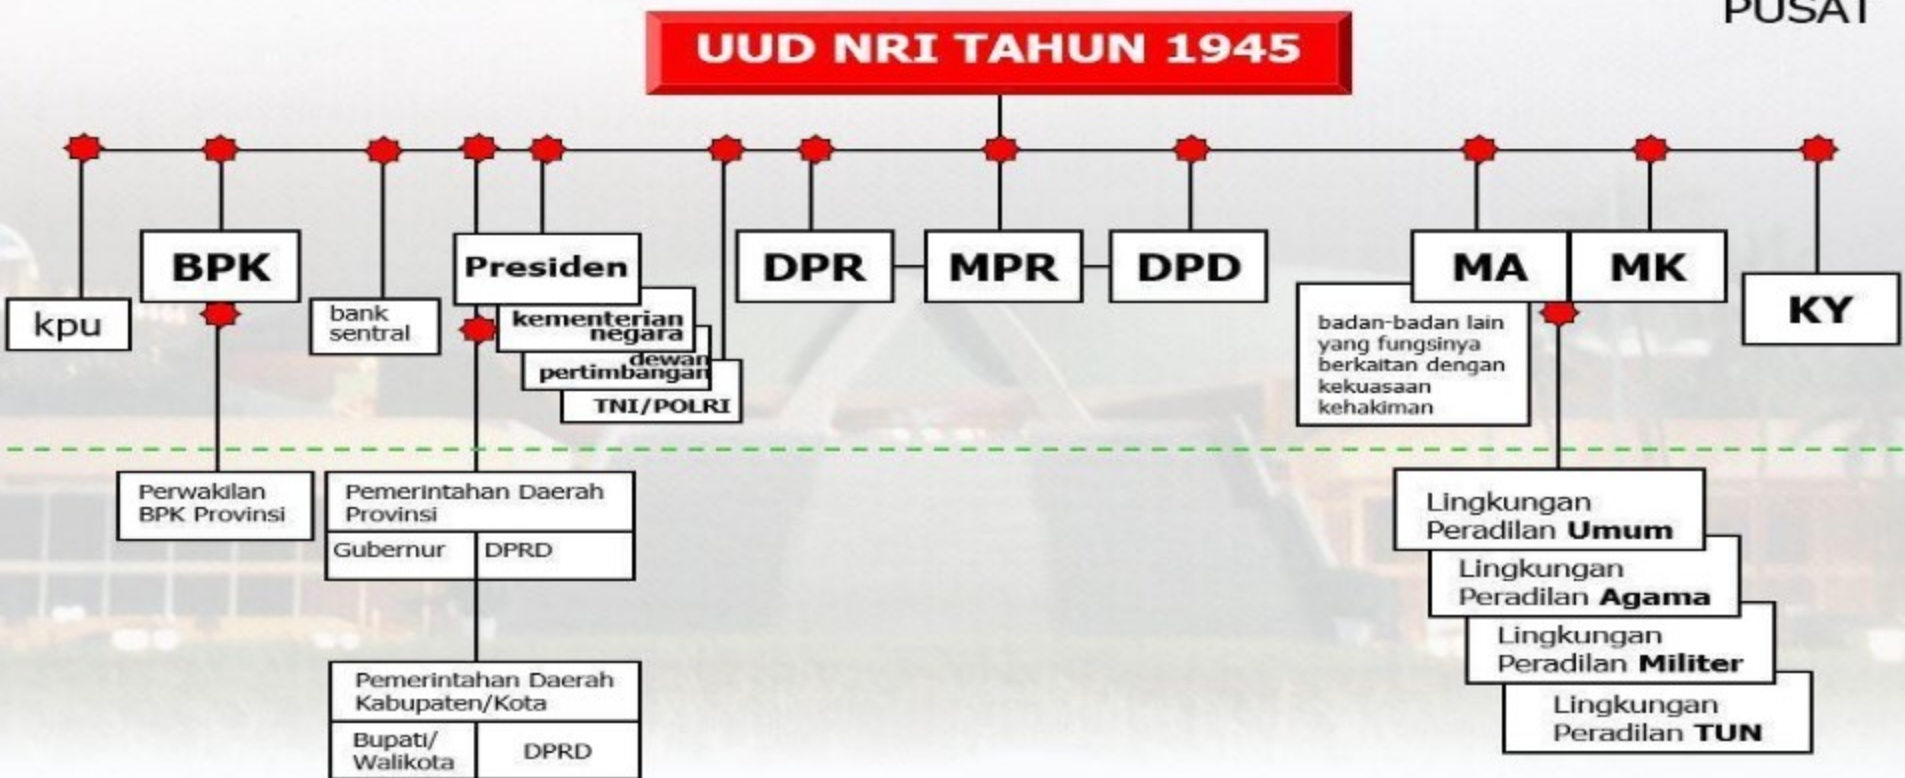 PUSAT
UUD NRI TAHUN 1945
kpu
BPK
bank
sentral
Presiden
kementerian
negara
dewan
pertimbangan
TNI/POLRI
DPR
MPR
DPD
MA
MK
KY
badan-badan lain
yang fungsinya
berkaitan dengan
kekuasaan
kehakiman
Perwakilan
BPK Provinsi
Pemerintahan Daerah
Provinsi
Gubernur
DPRD
Pemerintahan Daerah
Kabupaten/Kota
Bupati/
Walikota
DPRD
Lingkungan
Peradilan Umum
Lingkungan
Peradilan Agama
Lingkungan
Peradilan Militer
Lingkungan
Peradilan TUN